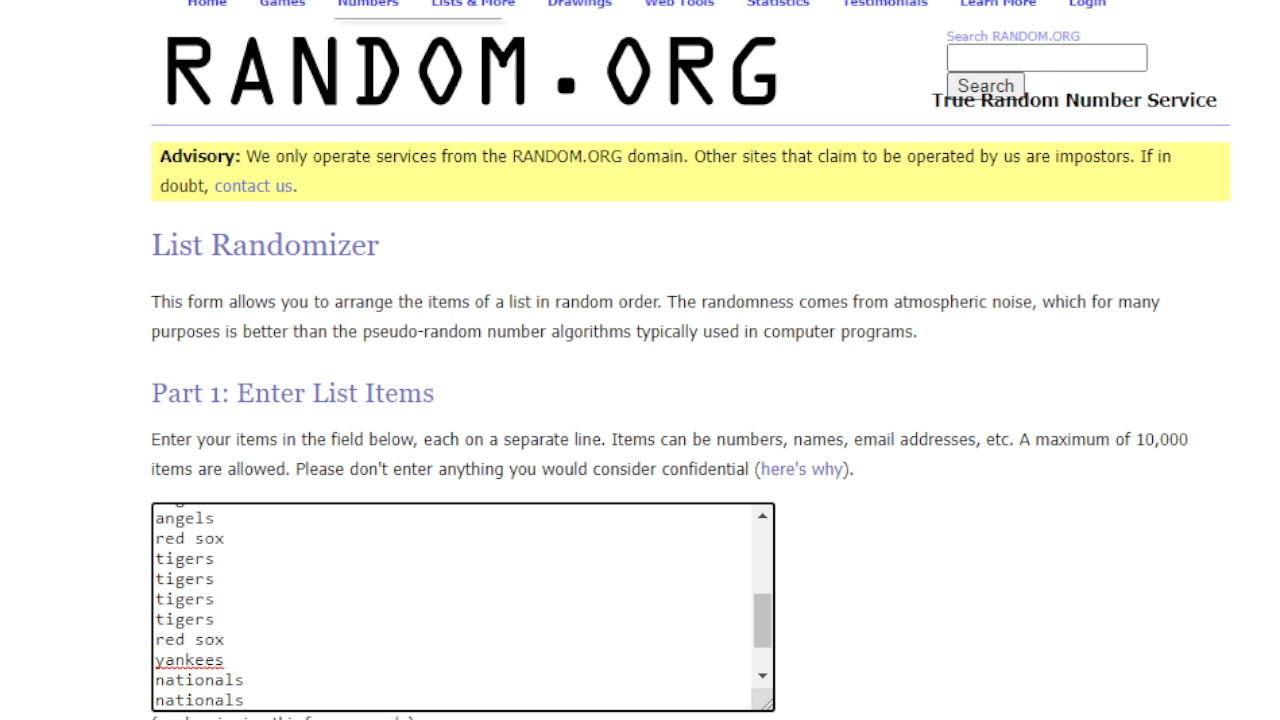 Home Games Numbers Lists & More Drawings Web Tools Statistics Testimonials Learn More Login
RANDOM.ORG
Search RANDOM.ORG
Search
True Random Number Service
Advisory: We only operate services from the RANDOM.ORG domain. Other sites that claim to be operated by us are impostors. If in
doubt, contact us.
List Randomizer
This form allows you to arrange the items of a list in random order. The randomness comes from atmospheric noise, which for many
purposes is better than the pseudo-random number algorithms typically used in computer programs.
Part 1: Enter List Items
Enter your items in the field below, each on a separate line. Items can be numbers, names, email addresses, etc. A maximum of 10,000
items are allowed. Please don't enter anything you would consider confidential (here's why).
angels
red sox
tigers
tigers
tigers
tigers
red sox
yankees
nationals
nationals